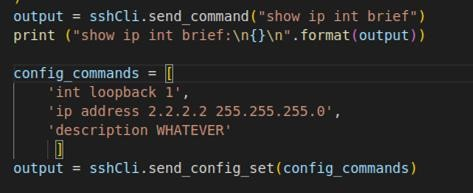 )
output = sshCli.send_command("show ip int brief")
print ("show ip int brief:\n{}\n".format(output))
config_commands = [
'int loopback 1',
'ip address 2.2.2.2 255.255.255.0',
'description WHATEVER'
]
output = sshCli.send_config_set(config_commands)